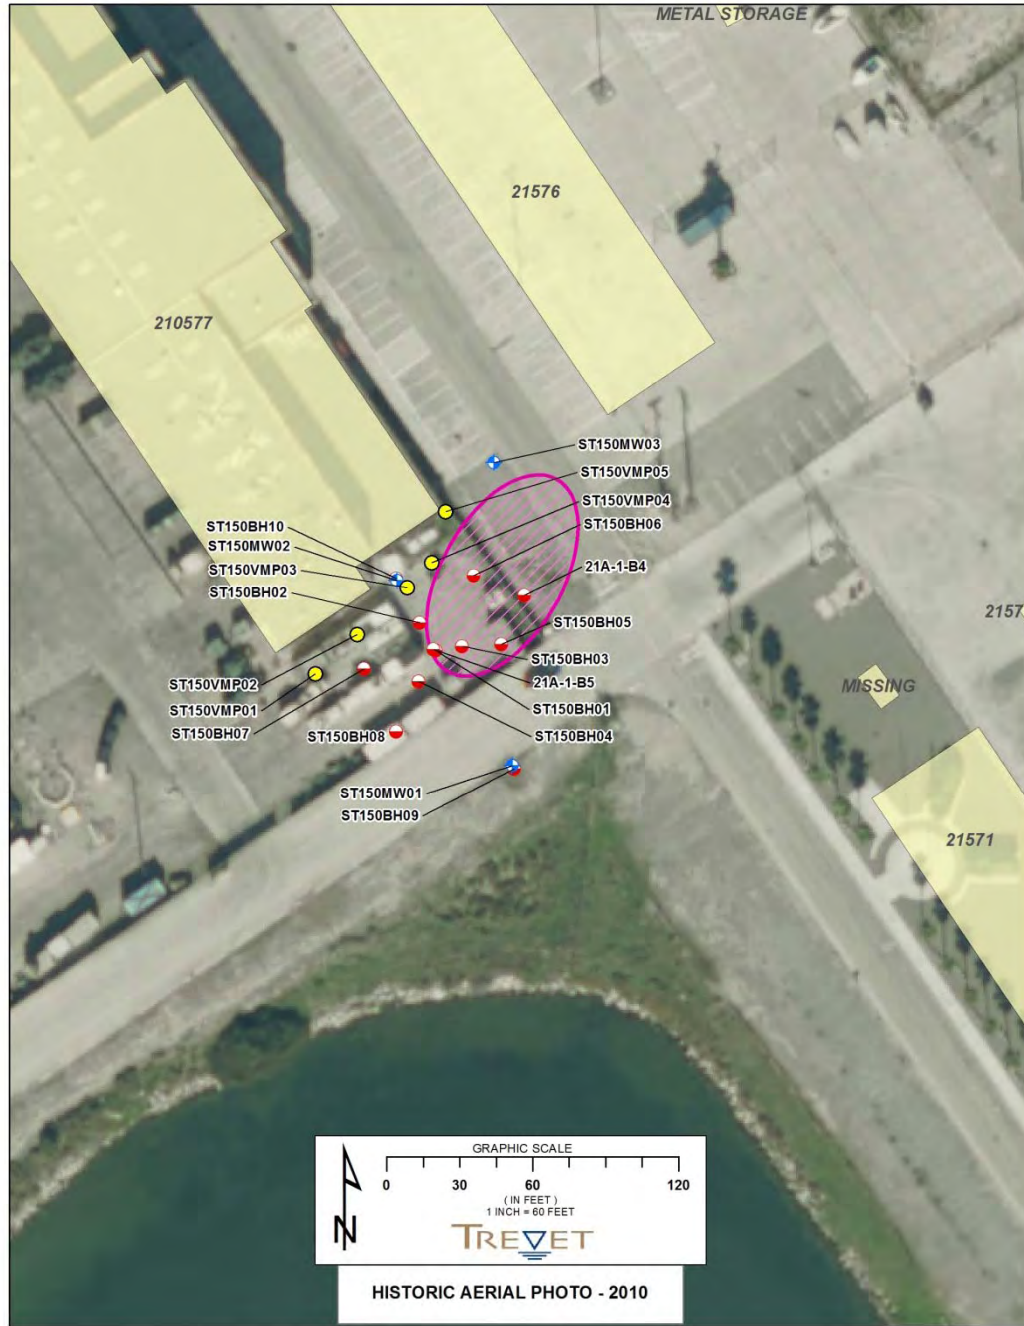 METAL STORAGE
21576
210577
ST150MW03
ST150VMP05
ST150VMP04
ST150BH06
ST150BH10
ST150MW02
ST150VMP03
ST150BH02
21A-1-B4
ST150BH05
2157
ST150BH03
ST150VMP02
21A-1-B5
MISSING
ST150VMP01
ST150BH01
ST150BH07
ST150BH08
ST150BH04
ST150MW01
ST150BH09
21571
GRAPHIC SCALE
0 30 60 120
( IN FEET )
1 INCH = 60 FEET
N
TREVET
HISTORIC AERIAL PHOTO - 2010